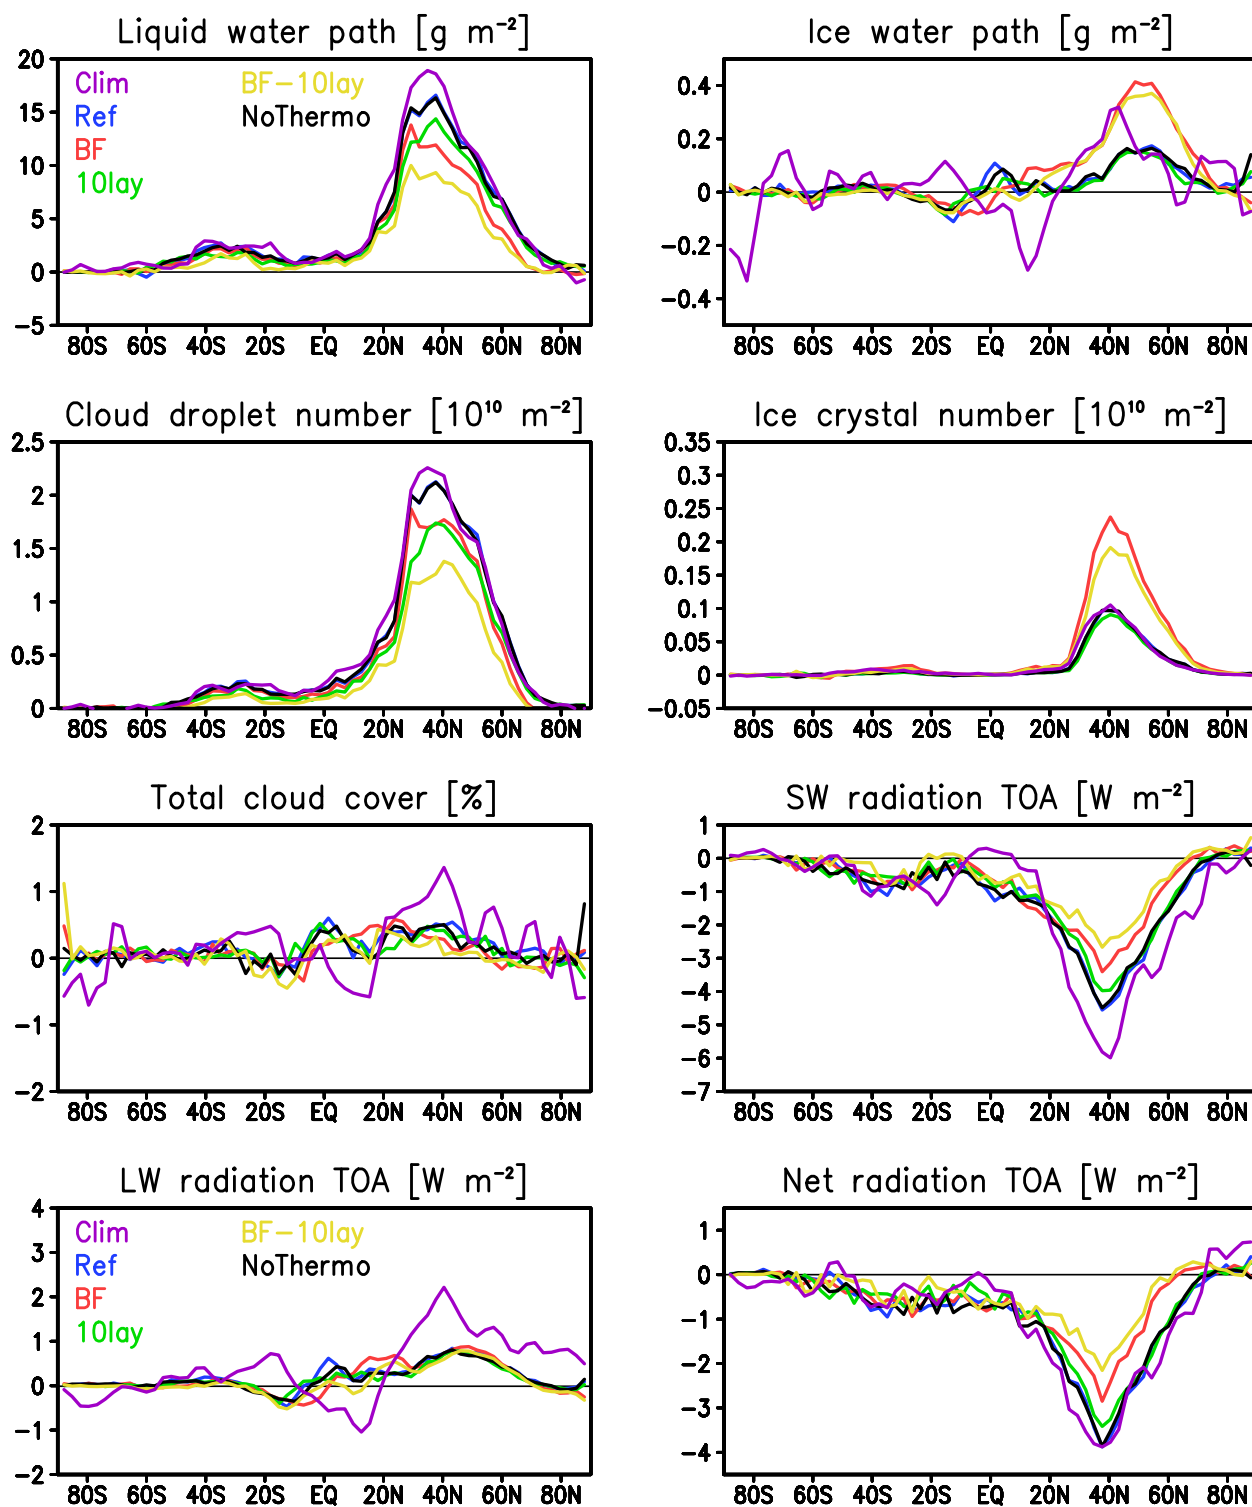 Liquid water path [g m⁻²]
20
15
10
5
0
−5
Clim
Ref
BF
10lay
BF−10lay
NoThermo
80S 60S 40S 20S EQ 20N 40N 60N 80N
Ice water path [g m⁻²]
0.4
0.2
0
−0.2
−0.4
80S 60S 40S 20S EQ 20N 40N 60N 80N
Cloud droplet number [10¹⁰ m⁻²]
2.5
2
1.5
1
0.5
0
80S 60S 40S 20S EQ 20N 40N 60N 80N
Ice crystal number [10¹⁰ m⁻²]
0.35
0.3
0.25
0.2
0.15
0.1
0.05
0
−0.05
80S 60S 40S 20S EQ 20N 40N 60N 80N
Total cloud cover [%]
2
1
0
−1
−2
80S 60S 40S 20S EQ 20N 40N 60N 80N
SW radiation TOA [W m⁻²]
1
0
−1
−2
−3
−4
−5
−6
−7
80S 60S 40S 20S EQ 20N 40N 60N 80N
LW radiation TOA [W m⁻²]
4
3
2
1
0
−1
−2
Clim
Ref
BF
10lay
BF−10lay
NoThermo
80S 60S 40S 20S EQ 20N 40N 60N 80N
Net radiation TOA [W m⁻²]
1
0
−1
−2
−3
−4
80S 60S 40S 20S EQ 20N 40N 60N 80N